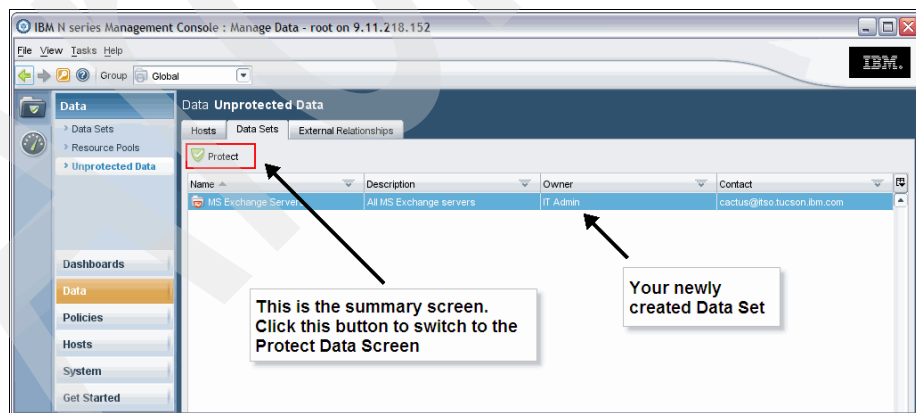 IBM N series Management Console : Manage Data - root on 9.11.218.152
File View Tasks Help
IBM.
Group Global
Data
Data Unprotected Data
> Data Sets
> Resource Pools
> Unprotected Data
Hosts Data Sets External Relationships
Protect
Name Description Owner Contact
MS Exchange Servers All MS Exchange servers IT Admin cactus@itso.tucson.ibm.com
Dashboards
Data
Policies
Hosts
System
Get Started
This is the summary screen.
Click this button to switch to the
Protect Data Screen
Your newly
created Data Set